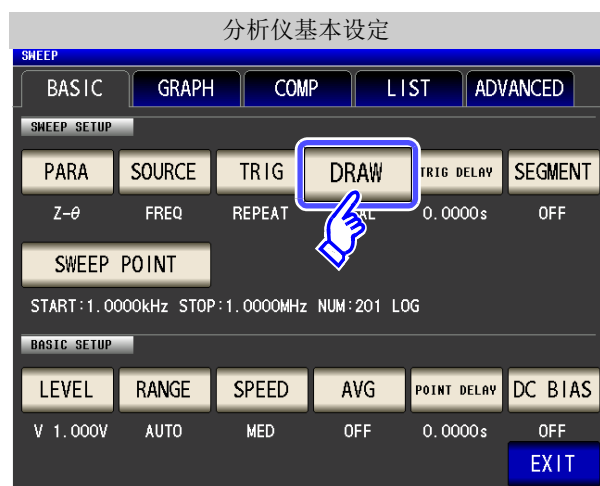 分析仪基本设定
SWEEP
BASIC GRAPH COMP LIST ADVANCED
SWEEP SETUP
PARA SOURCE TRIG DRAW TRIG DELAY SEGMENT
Z-θ FREQ REPEAT AL 0.0000s OFF
SWEEP POINT
START:1.0000kHz STOP:1.0000MHz NUM:201 LOG
BASIC SETUP
LEVEL RANGE SPEED AVG POINT DELAY DC BIAS
V 1.000V AUTO MED OFF 0.0000s OFF
EXIT